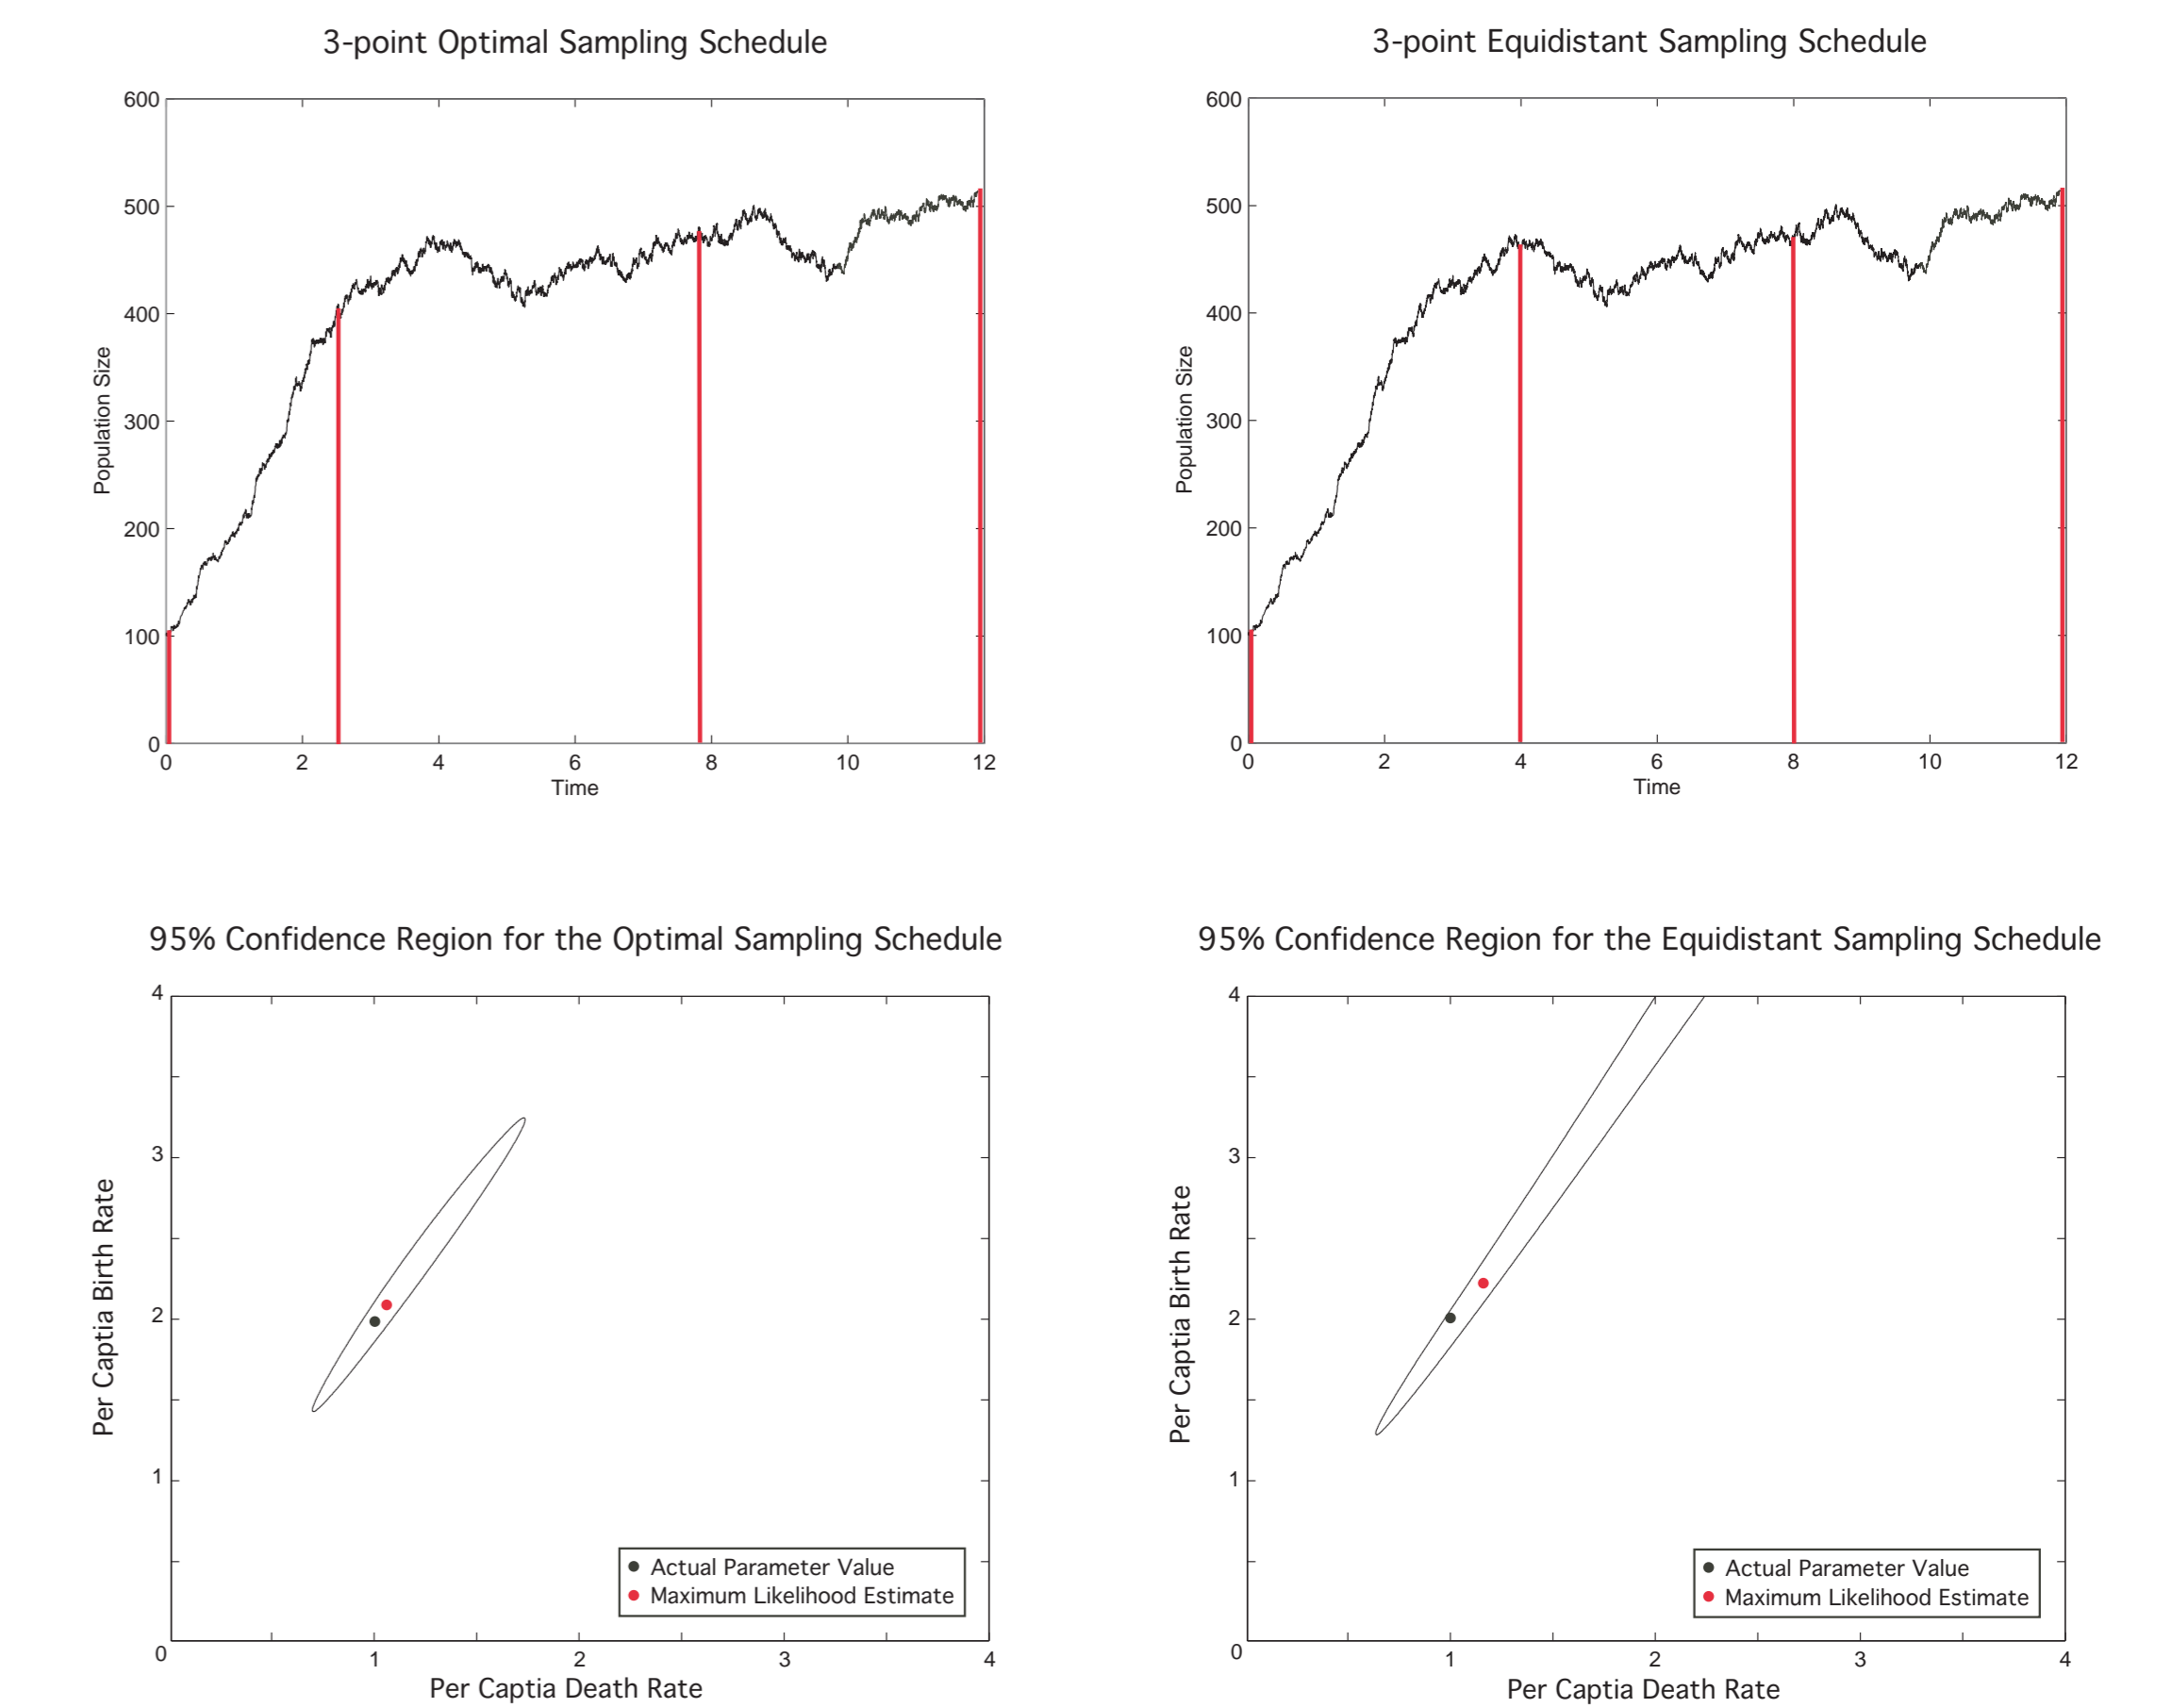 3-point Optimal Sampling Schedule
3-point Equidistant Sampling Schedule
600
500
400
300
200
100
0
Population Size
0 2 4 6 8 10 12
Time
600
500
400
300
200
100
0
Population Size
0 2 4 6 8 10 12
Time
95% Confidence Region for the Optimal Sampling Schedule
95% Confidence Region for the Equidistant Sampling Schedule
4
3
2
1
0
Per Captia Birth Rate
Actual Parameter Value
Maximum Likelihood Estimate
1 2 3 4
Per Captia Death Rate
4
3
2
1
0
Per Captia Birth Rate
Actual Parameter Value
Maximum Likelihood Estimate
1 2 3 4
Per Captia Death Rate